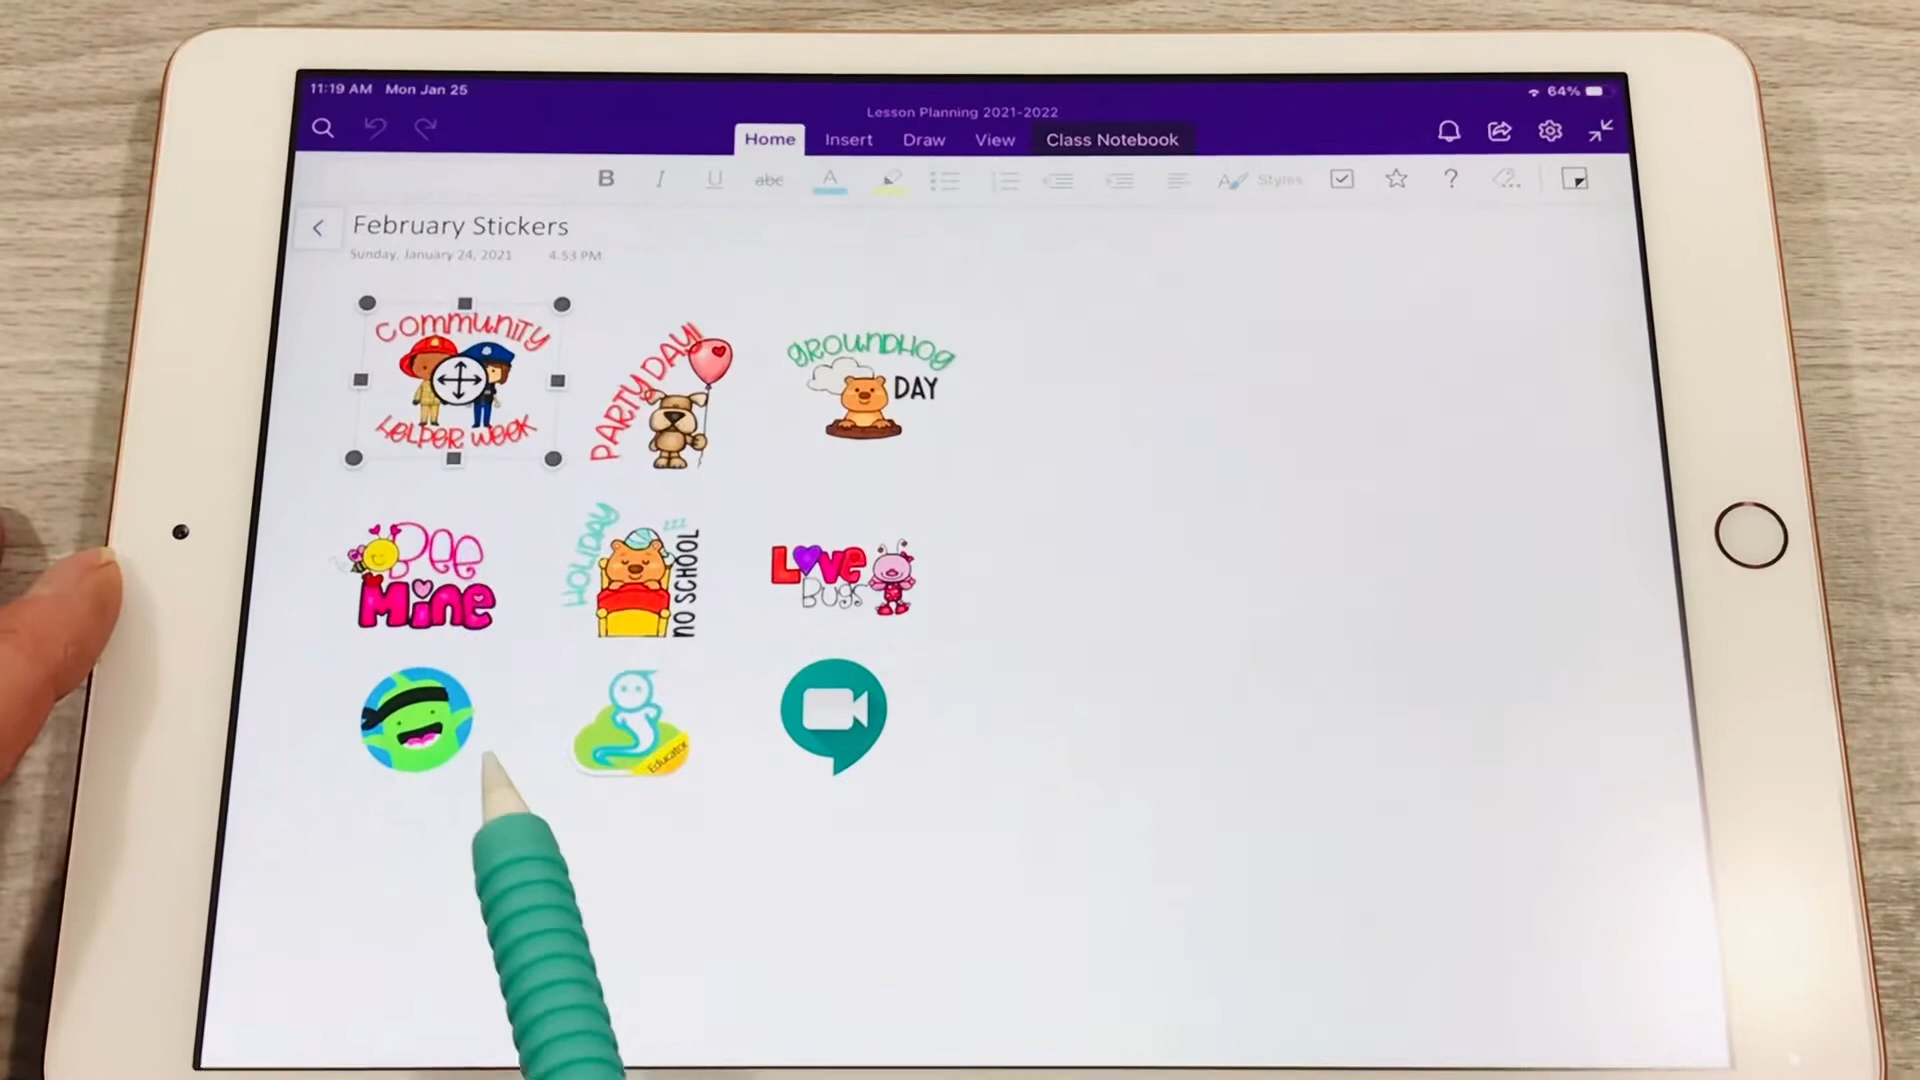 11:19 AM Mon Jan 25
64%
Lesson Planning 2021-2022
Home Insert Draw View Class Notebook
B I U abc A Styles ?
February Stickers
Sunday, January 24, 2021 4:53 PM
Community
Helper Week
PARTY DAY!
GROUNDHOG
DAY
Bee
Mine
HOLIDAY
zzz
NO SCHOOL
Love
Bugs
Educator